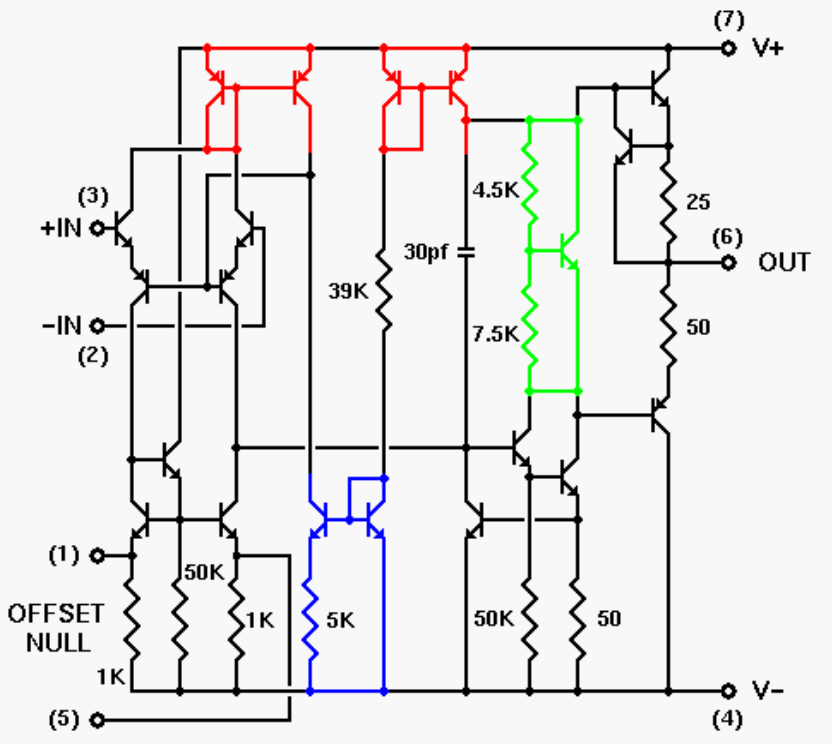 (7)
V+
(3)
+IN
4.5K
25
(6)
30pf
OUT
39K
-IN
(2)
7.5K
50
(1)
50K
OFFSET
NULL
1K
5K
50K
50
1K
V-
(5)
(4)